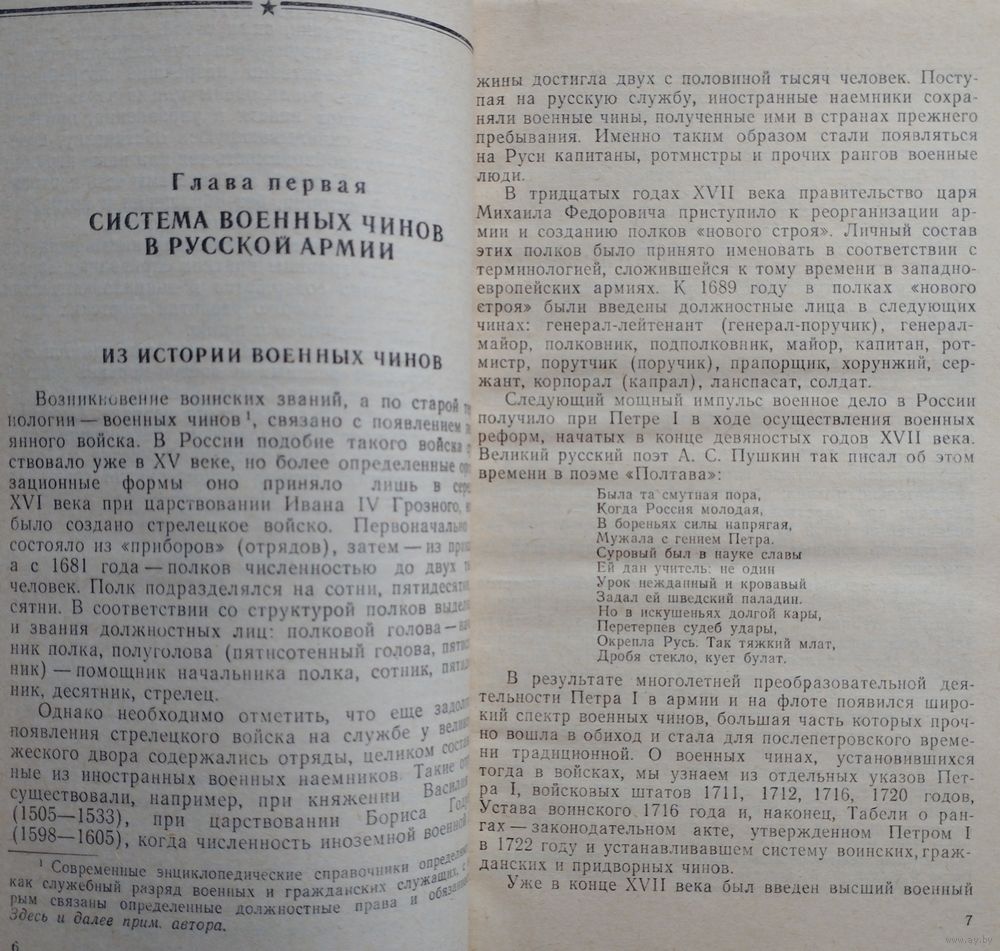 Глава первая
СИСТЕМА ВОЕННЫХ ЧИНОВ
В РУССКОЙ АРМИИ
ИЗ ИСТОРИИ ВОЕННЫХ ЧИНОВ
Возникновение воинских званий, а по старой
нологии — военных чинов ¹, связано с появлением
янного войска. В России подобие такого войска
ствовало уже в XV веке, но более определенные
зационные формы оно приняло лишь в
XVI века при царствовании Ивана IV Грозного,
было создано стрелецкое войско. Первоначально
состояло из «приборов» (отрядов), затем — из
а с 1681 года — полков численностью до двух
человек. Полк подразделялся на сотни,
сятни. В соответствии со структурой полков
и звания должностных лиц: полковой голова —
ник полка, полуголова (пятисотенный голова,
ник) — помощник начальника полка, сотник,
ник, десятник, стрелец.
Однако необходимо отметить, что еще
появления стрелецкого войска на службе у
жеского двора содержались отряды, целиком
ные из иностранных военных наемников. Такие
существовали, например, при княжении
(1505—1533), при царствовании Бориса
(1598—1605), когда численность иноземной военной
¹ Современные энциклопедические справочники
как служебный разряд военных и гражданских служащих,
рым связаны определенные должностные права и
Здесь и далее прим. автора.
6
жины достигла двух с половиной тысяч человек. Посту-
пая на русскую службу, иностранные наемники сохра-
няли военные чины, полученные ими в странах прежнего
пребывания. Именно таким образом стали появляться
на Руси капитаны, ротмистры и прочих рангов военные
люди.
В тридцатых годах XVII века правительство царя
Михаила Федоровича приступило к реорганизации ар-
мии и созданию полков «нового строя». Личный состав
этих полков было принято именовать в соответствии с
терминологией, сложившейся к тому времени в западно-
европейских армиях. К 1689 году в полках «нового
строя» были введены должностные лица в следующих
чинах: генерал-лейтенант (генерал-поручик), генерал-
майор, полковник, подполковник, майор, капитан, рот-
мистр, порутчик (поручик), прапорщик, хорунжий, сер-
жант, корпорал (капрал), ланспасат, солдат.
Следующий мощный импульс военное дело в России
получило при Петре I в ходе осуществления военных
реформ, начатых в конце девяностых годов XVII века.
Великий русский поэт А. С. Пушкин так писал об этом
времени в поэме «Полтава»:
Была та смутная пора,
Когда Россия молодая,
В бореньях силы напрягая,
Мужала с гением Петра.
Суровый был в науке славы
Ей дан учитель: не один
Урок нежданный и кровавый
Задал ей шведский паладин.
Но в искушеньях долгой кары,
Перетерпев судеб удары,
Окрепла Русь. Так тяжкий млат,
Дробя стекло, кует булат.
В результате многолетней преобразовательной дея-
тельности Петра I в армии и на флоте появился широ-
кий спектр военных чинов, большая часть которых проч-
но вошла в обиход и стала для послепетровского време-
ни традиционной. О военных чинах, установившихся
тогда в войсках, мы узнаем из отдельных указов Пет-
ра I, войсковых штатов 1711, 1712, 1716, 1720 годов,
Устава воинского 1716 года и, наконец, Табели о ран-
гах — законодательном акте, утвержденном Петром I
в 1722 году и устанавливавшем систему воинских, граж-
данских и придворных чинов.
Уже в конце XVII века был введен высший военный
7
www.ay.by